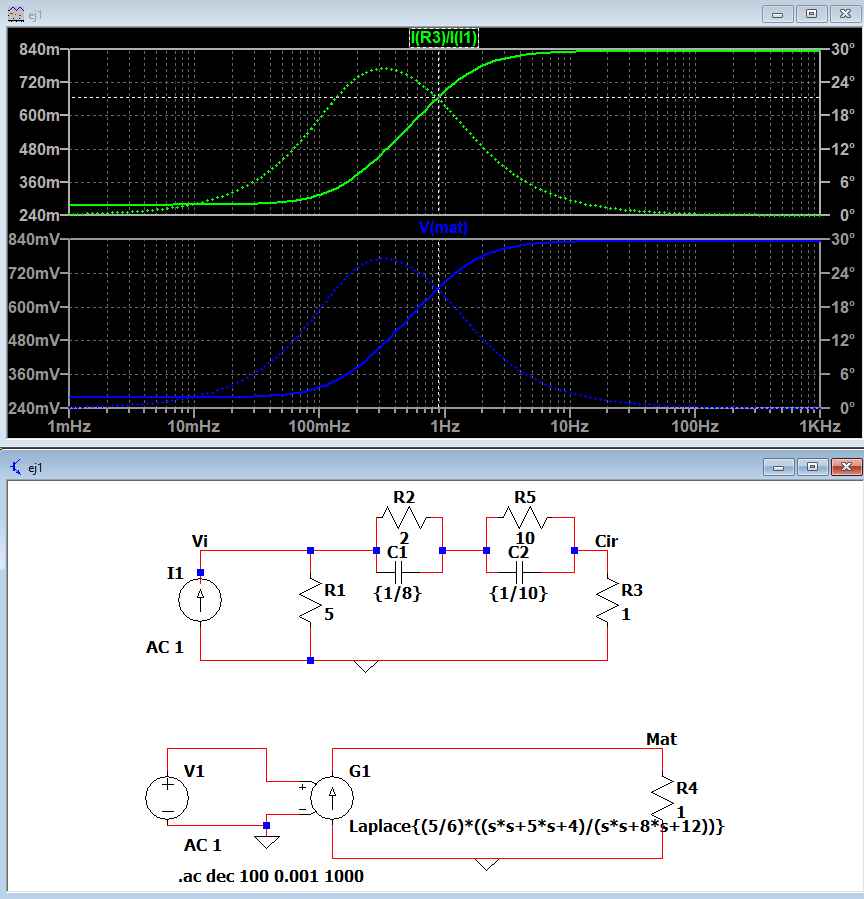 ej1
I(R3)/I(I1)
840m 30°
720m 24°
600m 18°
480m 12°
360m 6°
240m 0°
V(mat)
840mV 30°
720mV 24°
600mV 18°
480mV 12°
360mV 6°
240mV 0°
1mHz 10mHz 100mHz 1Hz 10Hz 100Hz 1KHz
ej1
R2 R5
Vi 2 10 Cir
C1 C2
I1 R1 {1/8} {1/10} R3
5 1
AC 1
Mat
V1 G1 R4
+ + 1
Laplace{(5/6)*((s*s+5*s+4)/(s*s+8*s+12))}
AC 1
.ac dec 100 0.001 1000